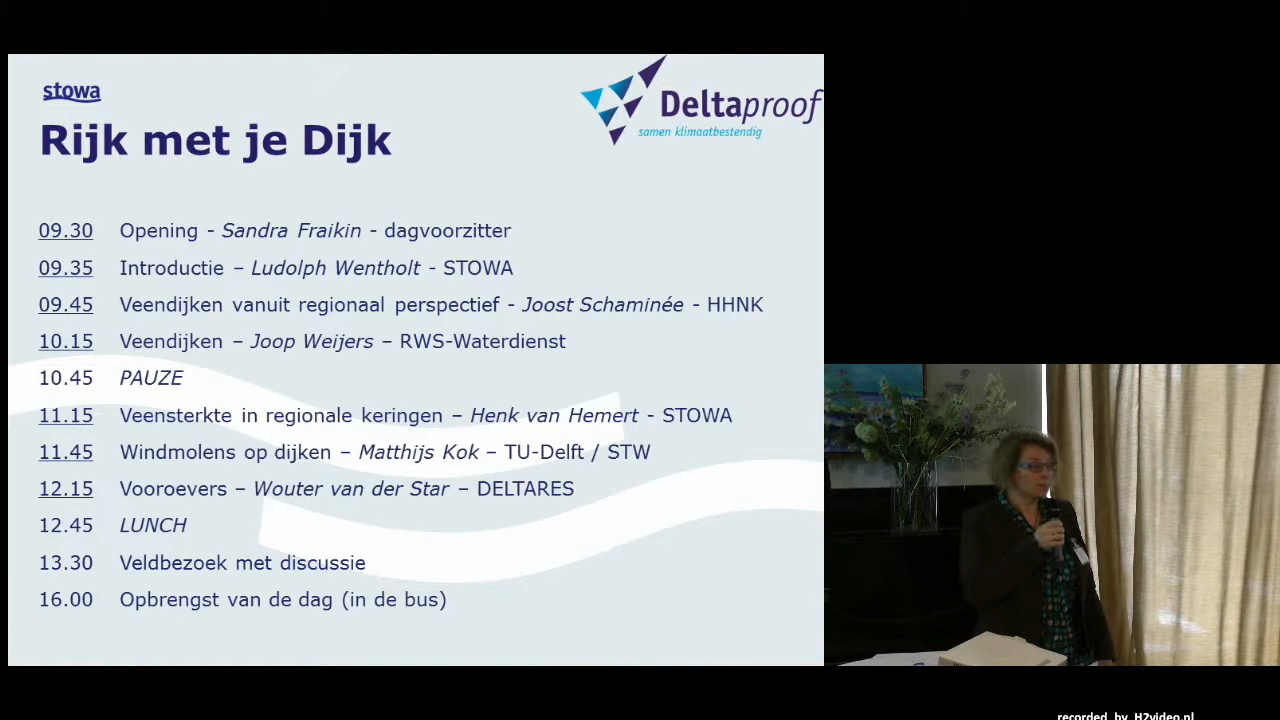 stowa
Deltaproof
samen klimaatbestendig
Rijk met je Dijk
09.30 Opening - Sandra Fraikin - dagvoorzitter
09.35 Introductie – Ludolph Wentholt - STOWA
09.45 Veendijken vanuit regionaal perspectief - Joost Schaminée - HHNK
10.15 Veendijken – Joop Weijers – RWS-Waterdienst
10.45 PAUZE
11.15 Veensterkte in regionale keringen – Henk van Hemert - STOWA
11.45 Windmolens op dijken – Matthijs Kok – TU-Delft / STW
12.15 Vooroevers – Wouter van der Star – DELTARES
12.45 LUNCH
13.30 Veldbezoek met discussie
16.00 Opbrengst van de dag (in de bus)
recorded by H2video.nl